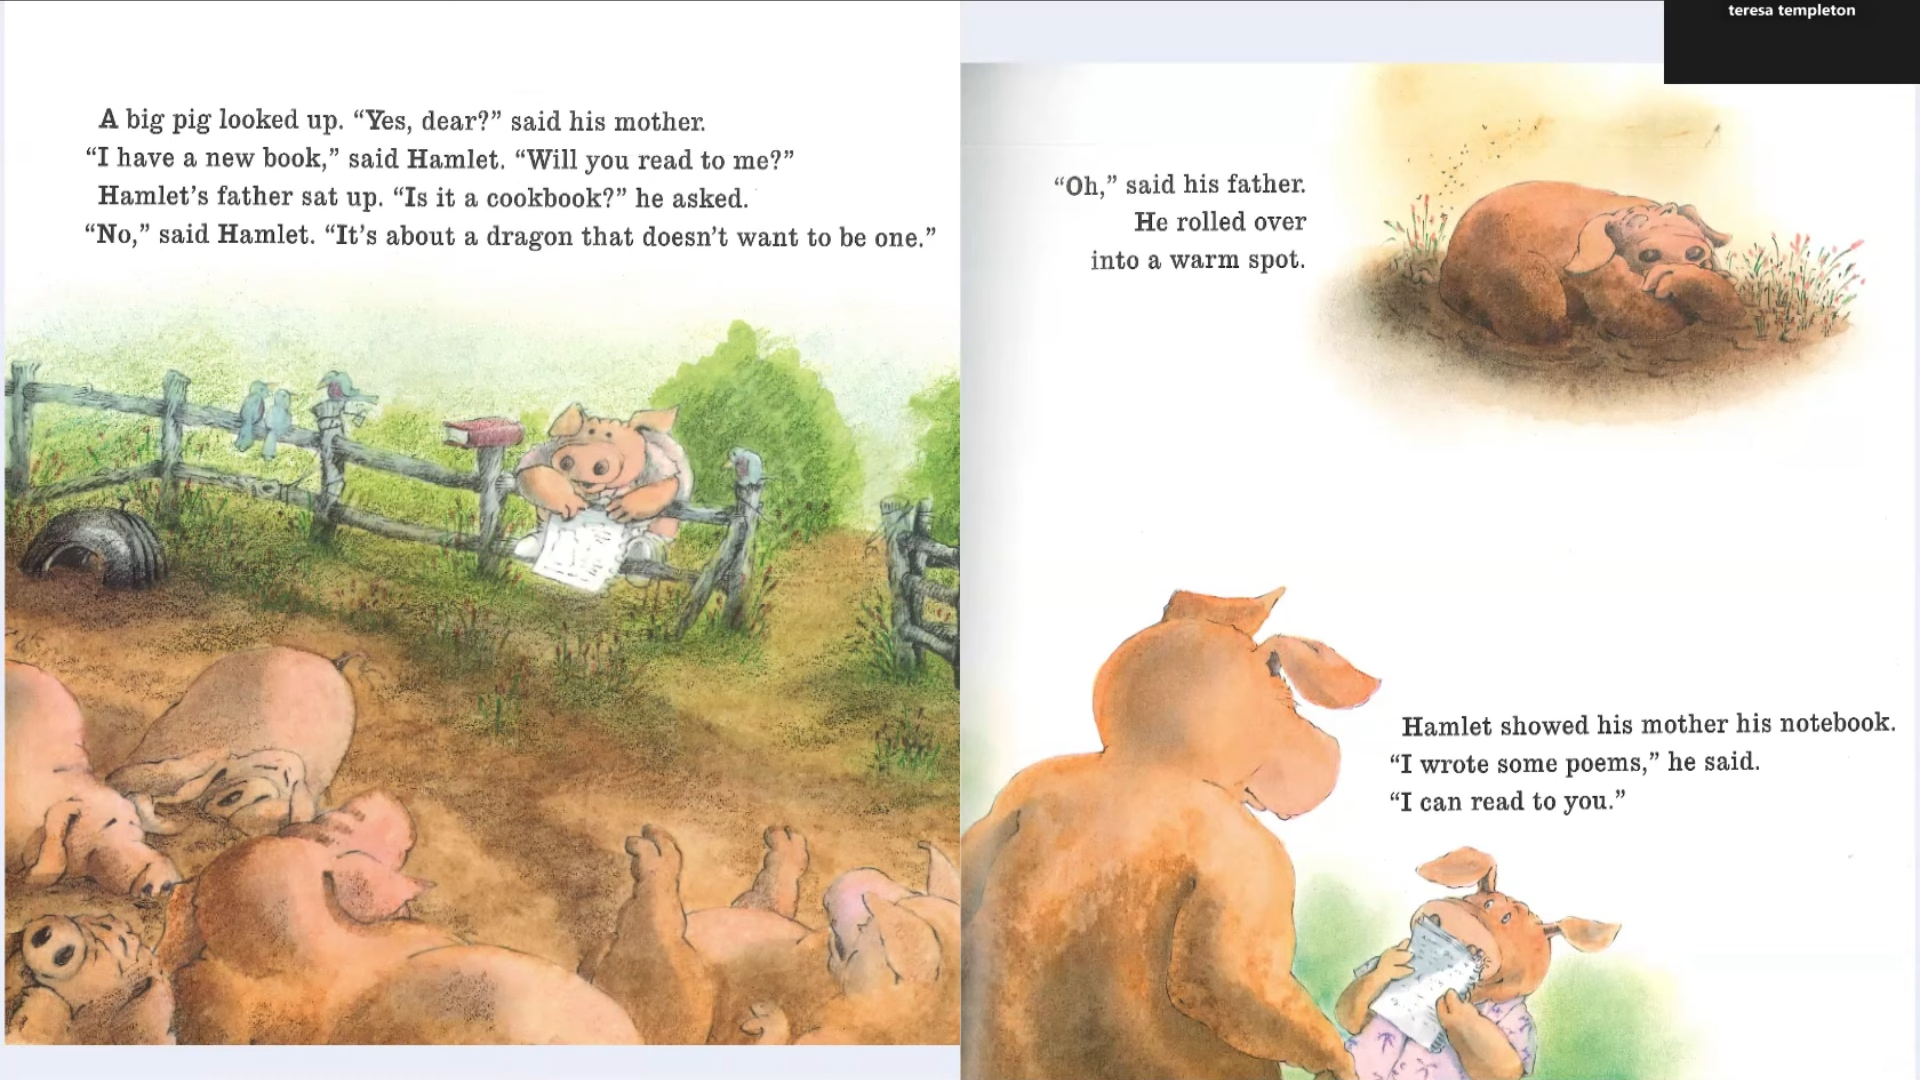 A big pig looked up. “Yes, dear?” said his mother.
“I have a new book,” said Hamlet. “Will you read to me?”
Hamlet’s father sat up. “Is it a cookbook?” he asked.
“No,” said Hamlet. “It’s about a dragon that doesn’t want to be one.”
“Oh,” said his father.
He rolled over
into a warm spot.
Hamlet showed his mother his notebook.
“I wrote some poems,” he said.
“I can read to you.”
teresa templeton